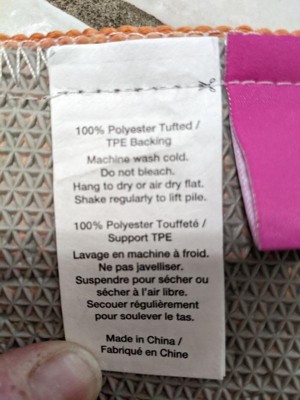 100% Polyester Tufted /
TPE Backing
Machine wash cold.
Do not bleach.
Hang to dry or air dry flat.
Shake regularly to lift pile.
100% Polyester Touffeté /
Support TPE
Lavage en machine à froid.
Ne pas javelliser.
Suspendre pour sécher ou
sécher à l'air libre.
Secouer régulièrement
pour soulever le tas.
Made in China /
Fabriqué en Chine